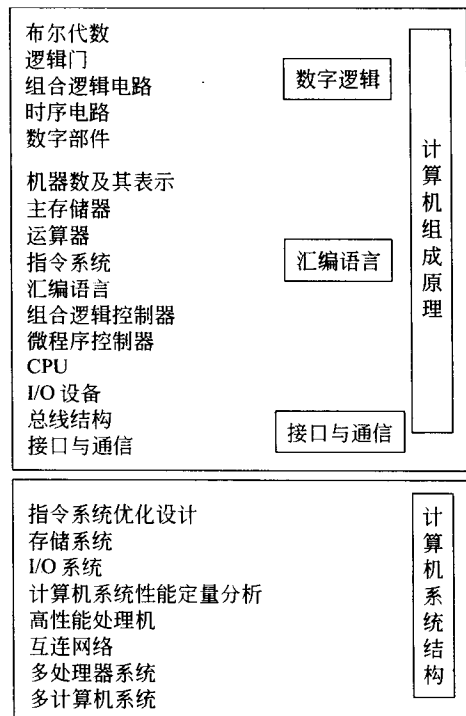 布尔代数
逻辑门
组合逻辑电路
时序电路
数字部件
数字逻辑
机器数及其表示
主存储器
运算器
指令系统
汇编语言
组合逻辑控制器
微程序控制器
CPU
I/O 设备
总线结构
接口与通信
汇编语言
接口与通信
计算机组成原理
指令系统优化设计
存储系统
I/O 系统
计算机系统性能定量分析
高性能处理机
互连网络
多处理器系统
多计算机系统
计算机系统结构